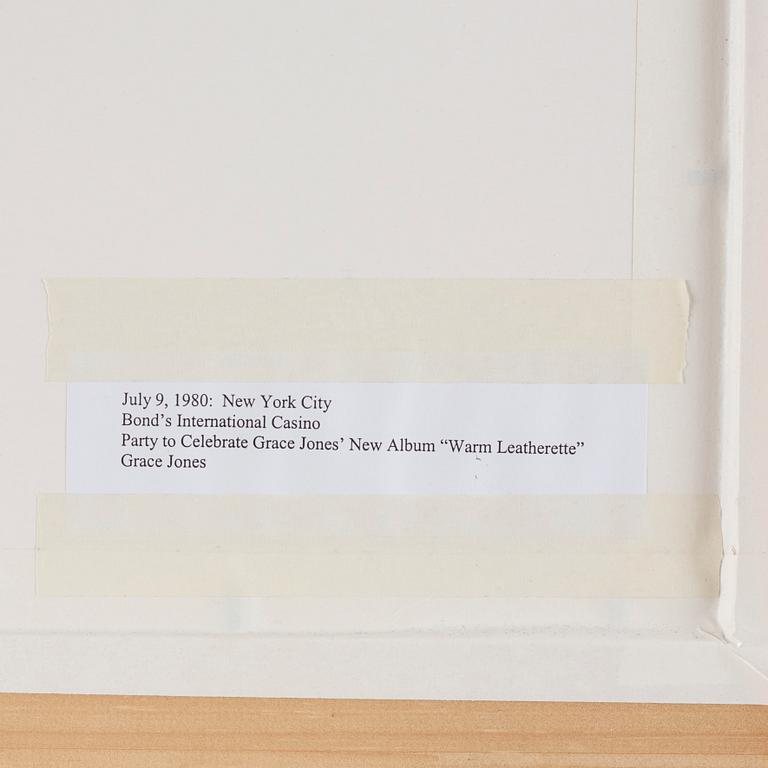 July 9, 1980:  New York City
Bond's International Casino
Party to Celebrate Grace Jones' New Album “Warm Leatherette”
Grace Jones